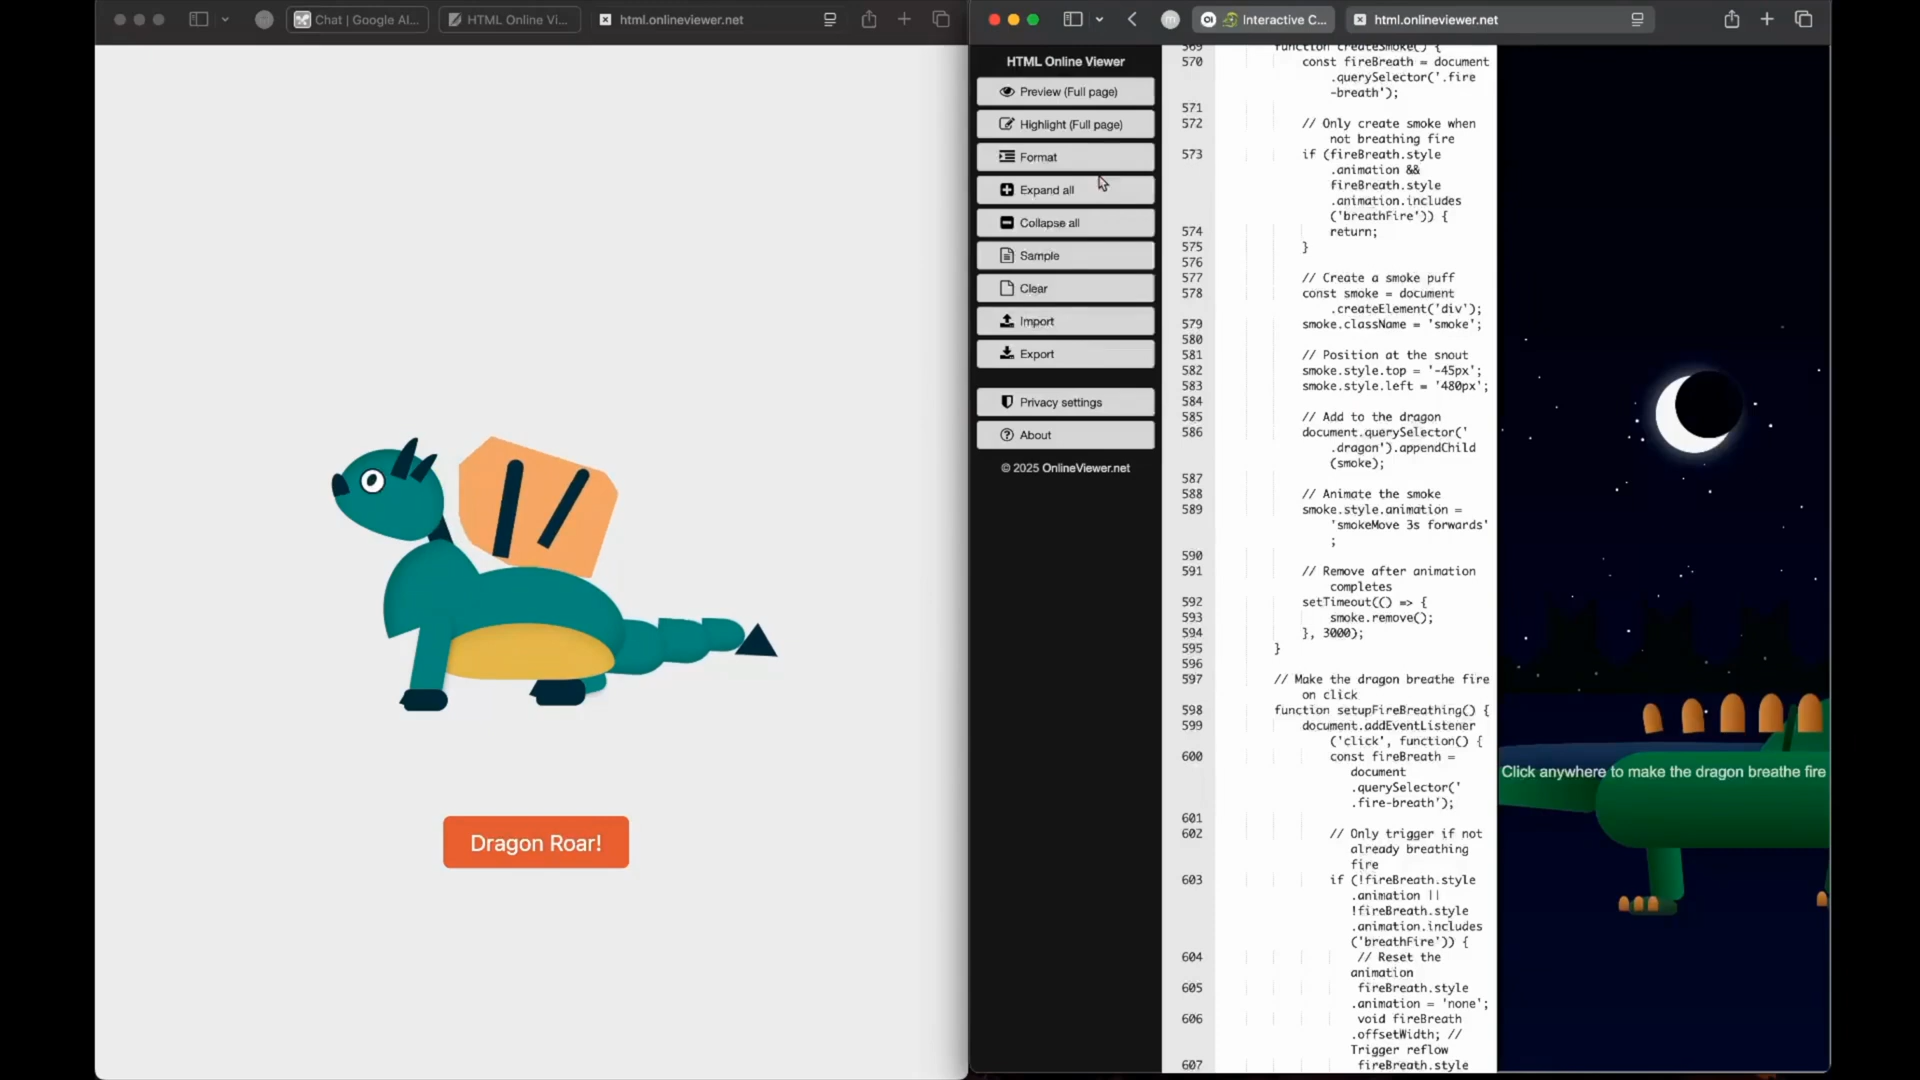 Chat | Google AI...
HTML Online Vi...
html.onlineviewer.net
Dragon Roar!
Interactive C...
html.onlineviewer.net
HTML Online Viewer
Preview (Full page)
Highlight (Full page)
Format
Expand all
Collapse all
Sample
Clear
Import
Export
Privacy settings
About
© 2025 OnlineViewer.net
569 function createSmoke() {
570 const fireBreath = document
.querySelector('.fire
-breath');
571
572 // Only create smoke when
not breathing fire
573 if (fireBreath.style
.animation &&
fireBreath.style
.animation.includes
('breathFire')) {
574 return;
575 }
576
577 // Create a smoke puff
578 const smoke = document
.createElement('div');
579 smoke.className = 'smoke';
580
581 // Position at the snout
582 smoke.style.top = '-45px';
583 smoke.style.left = '480px';
584
585 // Add to the dragon
586 document.querySelector('
.dragon').appendChild
(smoke);
587
588 // Animate the smoke
589 smoke.style.animation =
'smokeMove 3s forwards'
;
590
591 // Remove after animation
completes
592 setTimeout(() => {
593 smoke.remove();
594 }, 3000);
595 }
596
597 // Make the dragon breathe fire
on click
598 function setupFireBreathing() {
599 document.addEventListener
('click', function() {
600 const fireBreath =
document
.querySelector('
.fire-breath');
601
602 // Only trigger if not
already breathing
fire
603 if (!fireBreath.style
.animation ||
!fireBreath.style
.animation.includes
('breathFire')) {
604 // Reset the
animation
605 fireBreath.style
.animation = 'none';
606 void fireBreath
.offsetWidth; //
Trigger reflow
607 fireBreath.style
Click anywhere to make the dragon breathe fire